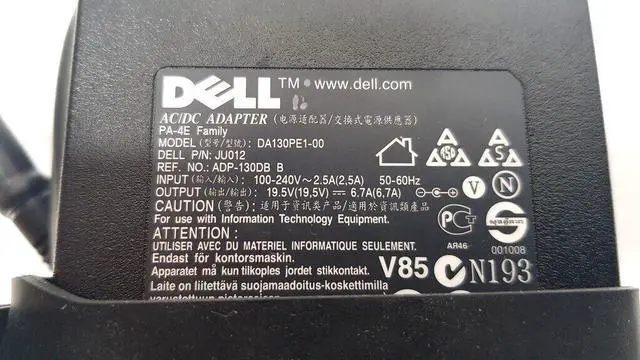 DELL™ www.dell.com
AC/DC ADAPTER (电源适配器/交換式電源供應器)
PA-4E Family
MODEL (型号/型號): DA130PE1-00
DELL P/N: JU012
REF. NO.: ADP-130DB B
INPUT (输入/輸入): 100-240V ~ 2.5A(2,5A) 50-60Hz
OUTPUT (输出/輸出): 19.5V(19,5V) ⎓ 6.7A(6,7A)
V N
CAUTION (警告): 适用于资讯类产品/適用於資訊類產品
For use with Information Technology Equipment.
ATTENTION :
UTILISER AVEC DU MATERIEL INFORMATIQUE SEULEMENT.
Endast för kontorsmaskin.
Apparatet må kun tilkoples jordet stikkontakt.
Laite on liitettävä suojamaadoitus-koskettimilla
varustettuun pistorasiaan
S
PCT
АЯ46
001008
V85 N193